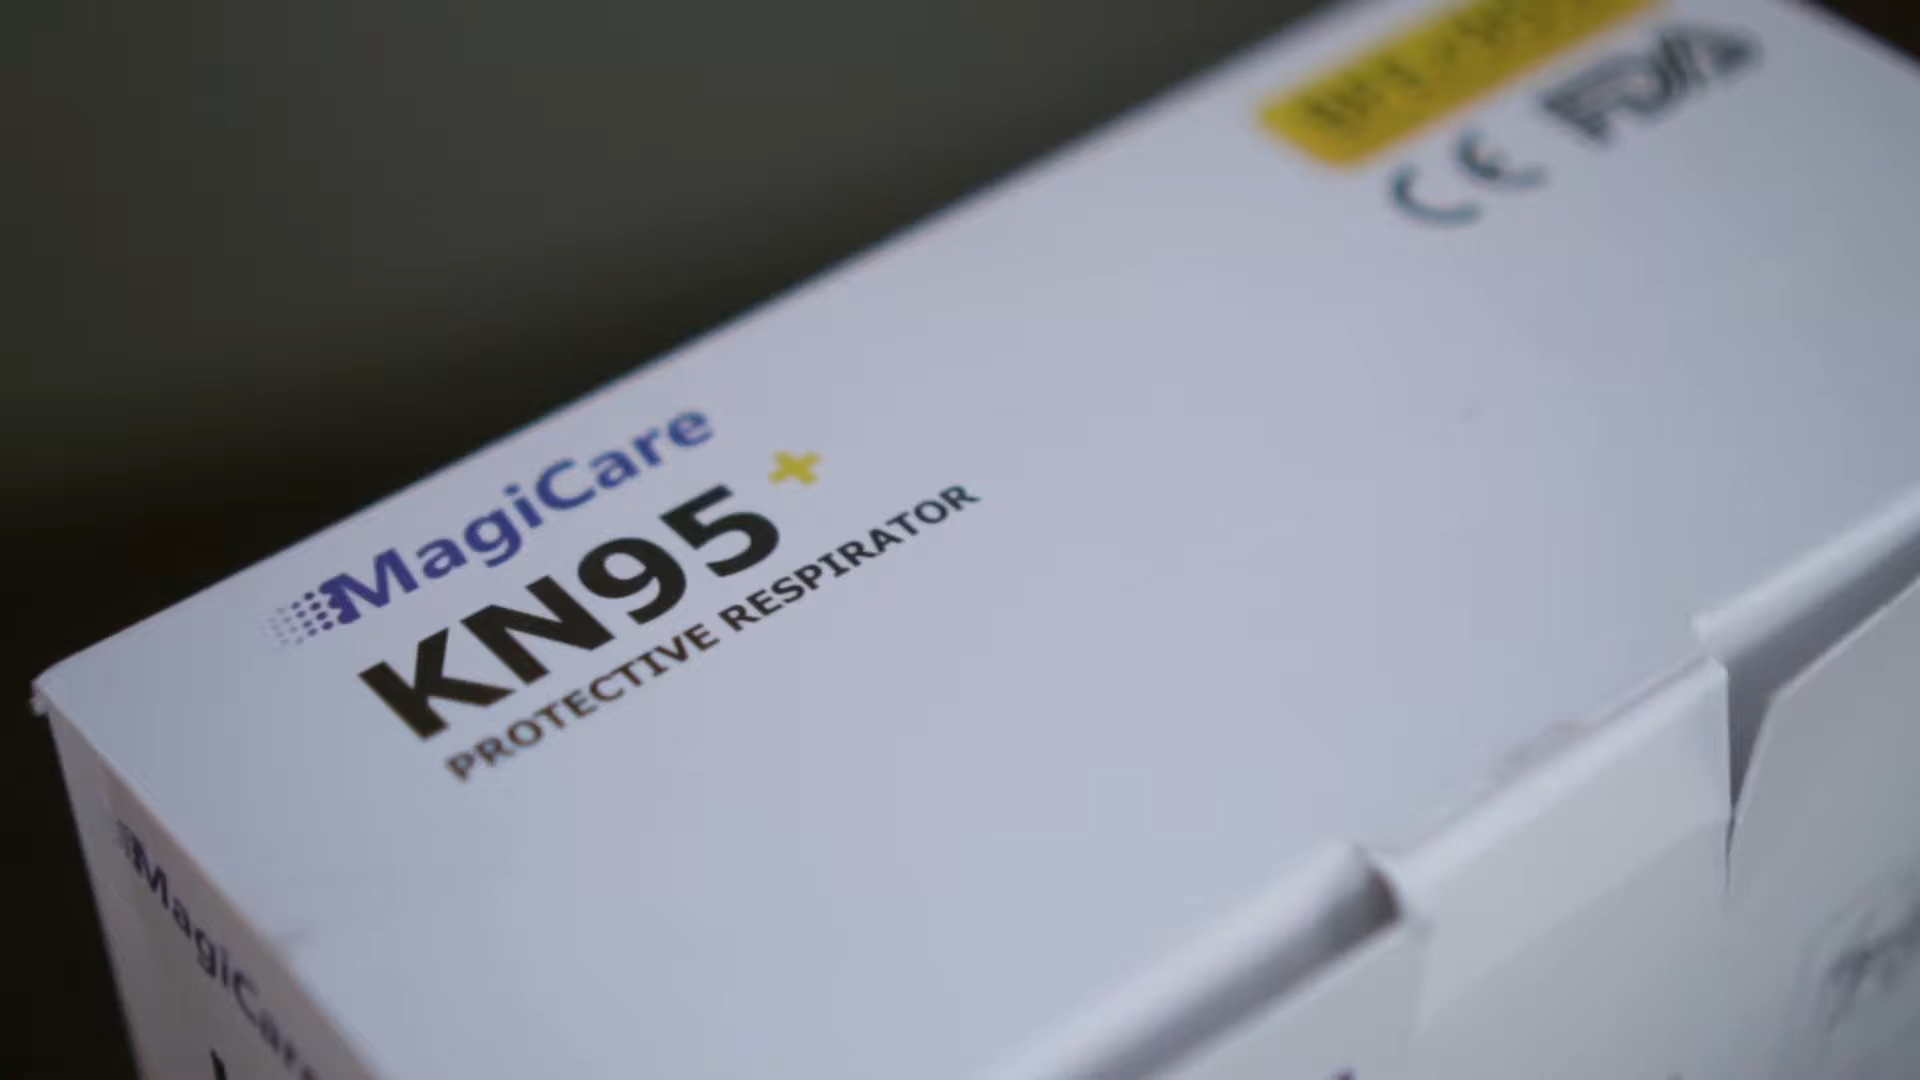 FDA
CE
MagiCare
KN95+
PROTECTIVE RESPIRATOR
MagiCare